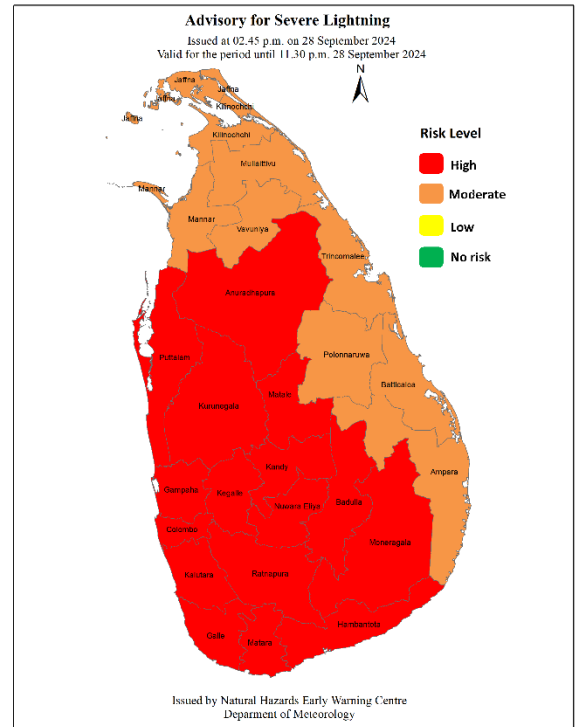 Advisory for Severe Lightning
Issued at 02.45 p.m. on 28 September 2024
Valid for the period until 11.30 p.m. 28 September 2024
N
Jaffna
Jaffna
Jaffna
Kilinochchi
Jaffna
Kilinochchi
Mullaittivu
Mannar
Mannar
Vavuniya
Trincomalee
Anuradhapura
Puttalam
Polonnaruwa
Batticaloa
Kurunegala
Matale
Kandy
Ampara
Gampaha
Kegalle
Nuwara Eliya
Badulla
Colombo
Moneragala
Kalutara
Ratnapura
Hambantota
Galle
Matara
Risk Level
High
Moderate
Low
No risk
Issued by Natural Hazards Early Warning Centre
Deparment of Meteorology